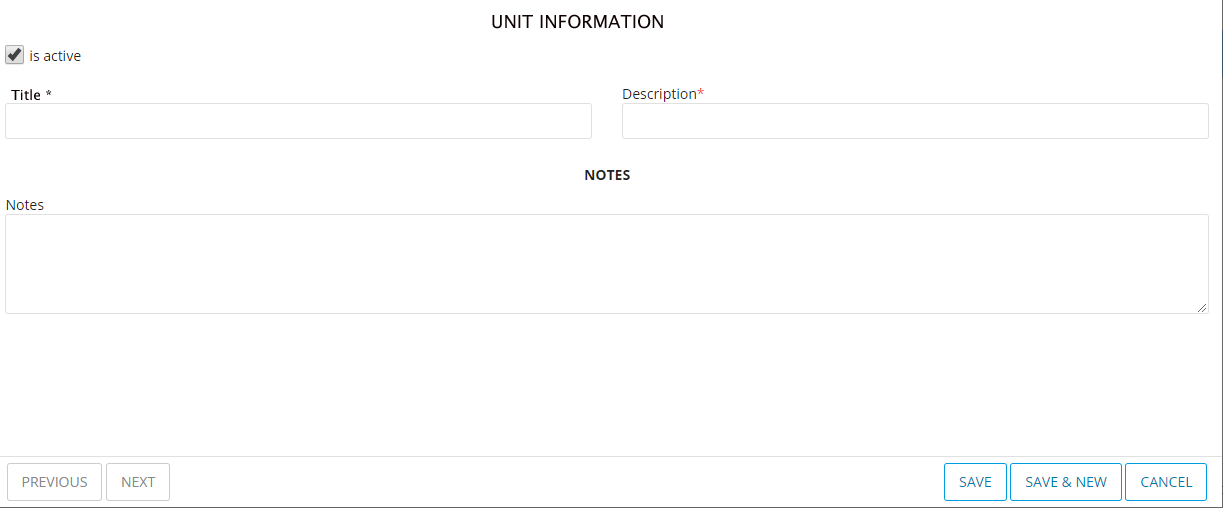 UNIT INFORMATION
is active
Title * Description*
NOTES
Notes
PREVIOUS NEXT SAVE SAVE & NEW CANCEL